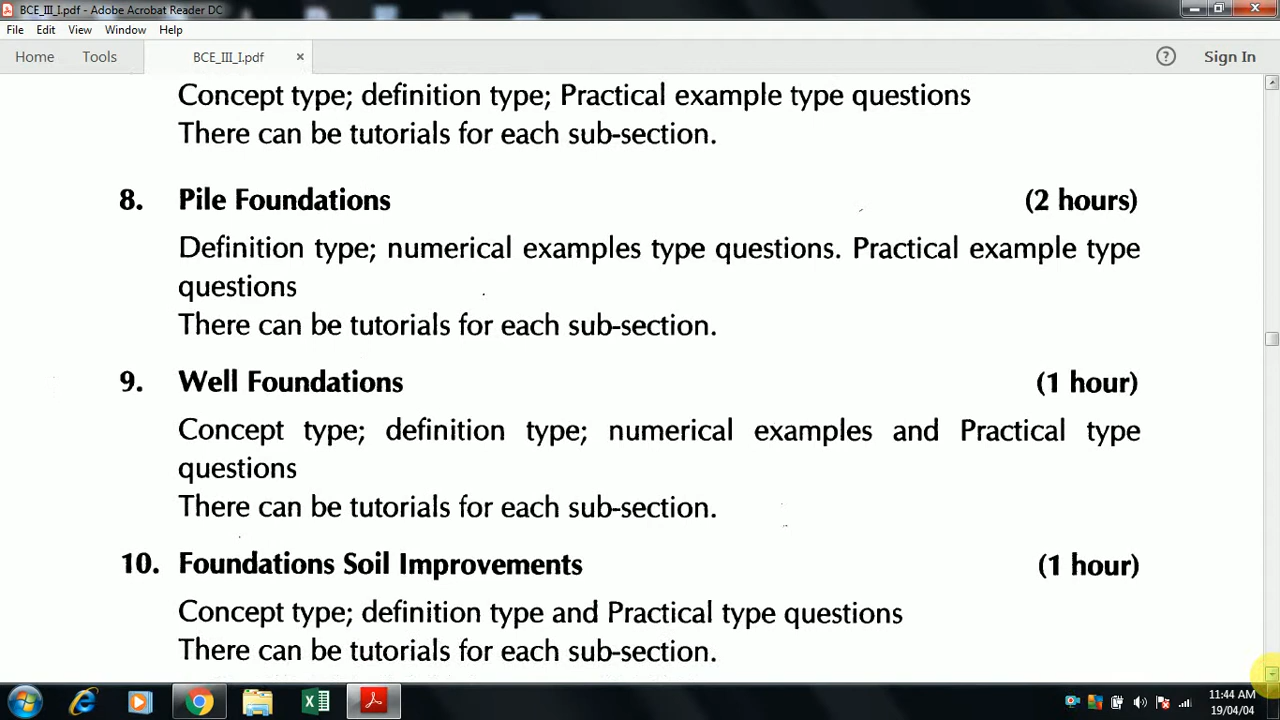 BCE_III_I.pdf - Adobe Acrobat Reader DC
File Edit View Window Help
Home Tools BCE_III_I.pdf × ? Sign In
Concept type; definition type; Practical example type questions
There can be tutorials for each sub-section.
8. Pile Foundations (2 hours)
Definition type; numerical examples type questions. Practical example type
questions
There can be tutorials for each sub-section.
9. Well Foundations (1 hour)
Concept type; definition type; numerical examples and Practical type
questions
There can be tutorials for each sub-section.
10. Foundations Soil Improvements (1 hour)
Concept type; definition type and Practical type questions
There can be tutorials for each sub-section.
11:44 AM
19/04/04